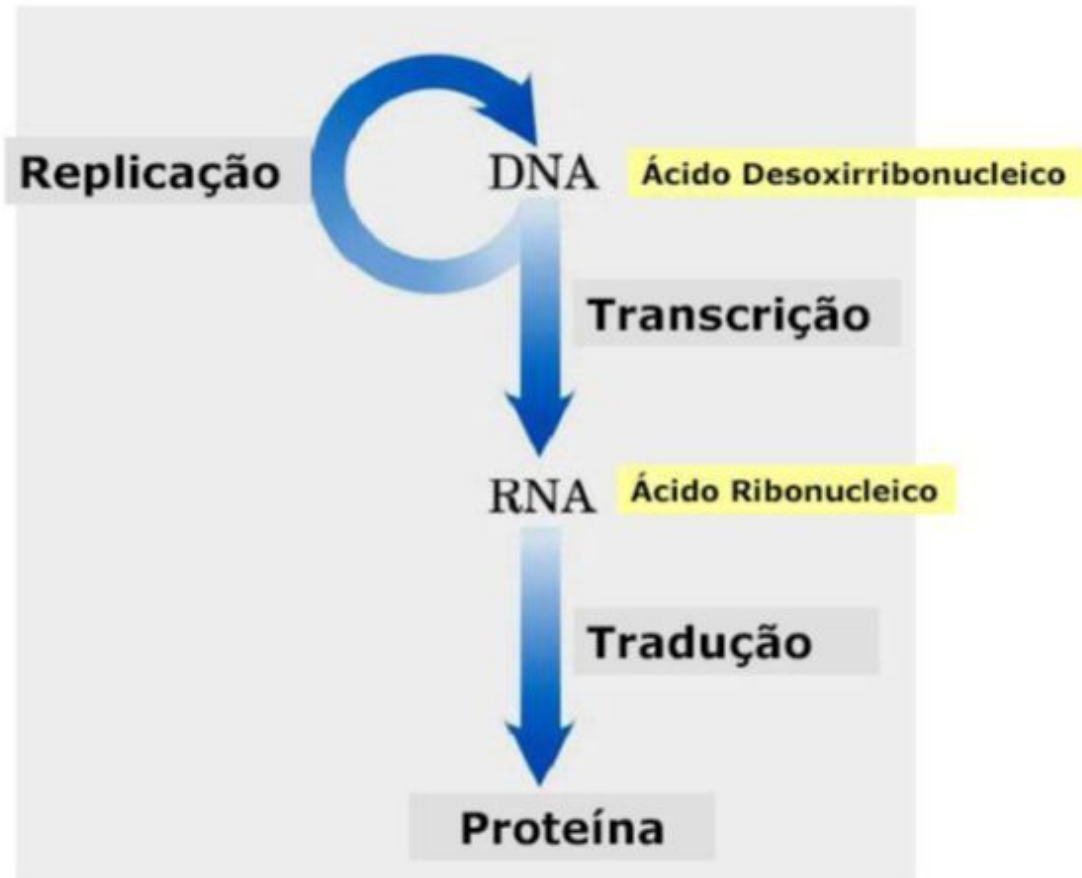 Replicação
DNA
Ácido Desoxirribonucleico
Transcrição
RNA
Ácido Ribonucleico
Tradução
Proteína